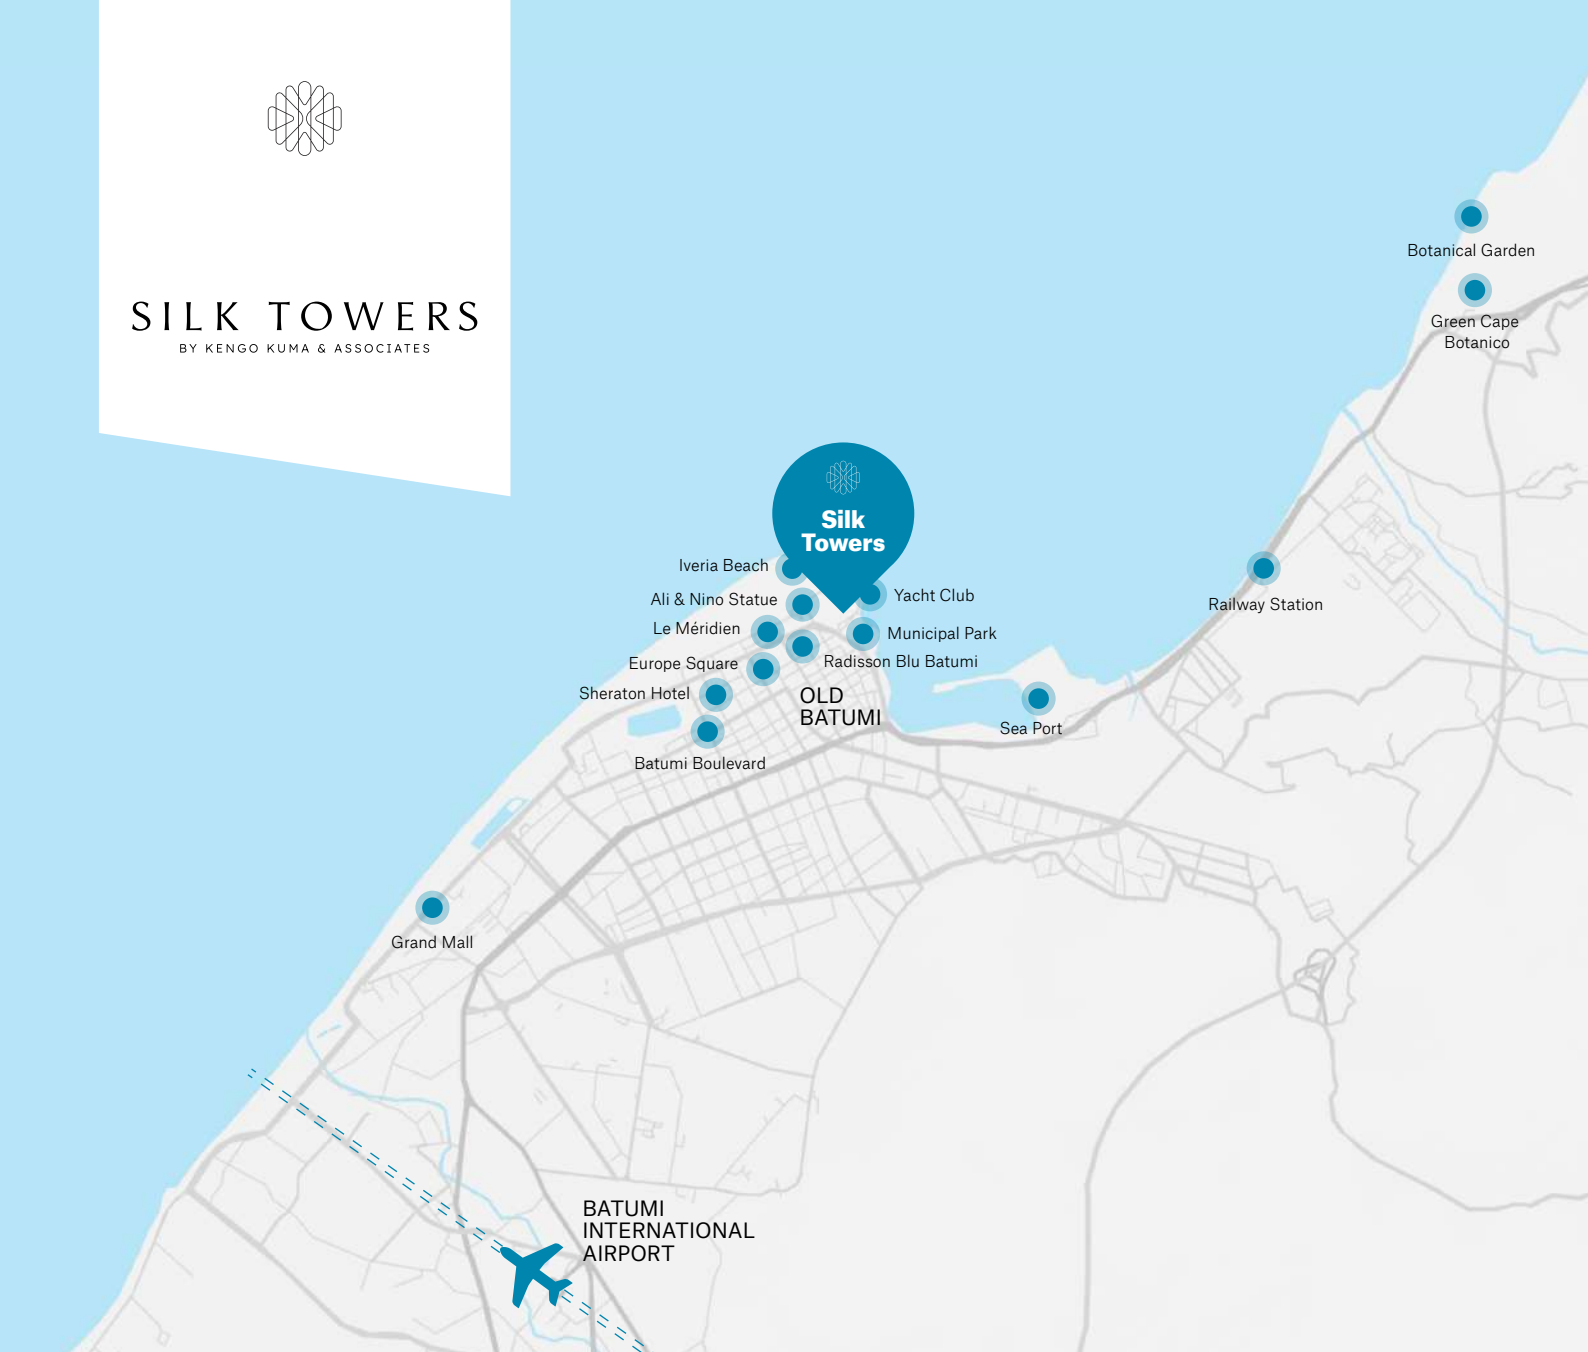 SILK TOWERS
BY KENGO KUMA & ASSOCIATES
Botanical Garden
Green Cape
Botanico
Silk
Towers
Iveria Beach
Yacht Club
Ali & Nino Statue
Railway Station
Le Méridien
Municipal Park
Radisson Blu Batumi
Europe Square
Sheraton Hotel
OLD
BATUMI
Sea Port
Batumi Boulevard
Grand Mall
BATUMI
INTERNATIONAL
AIRPORT